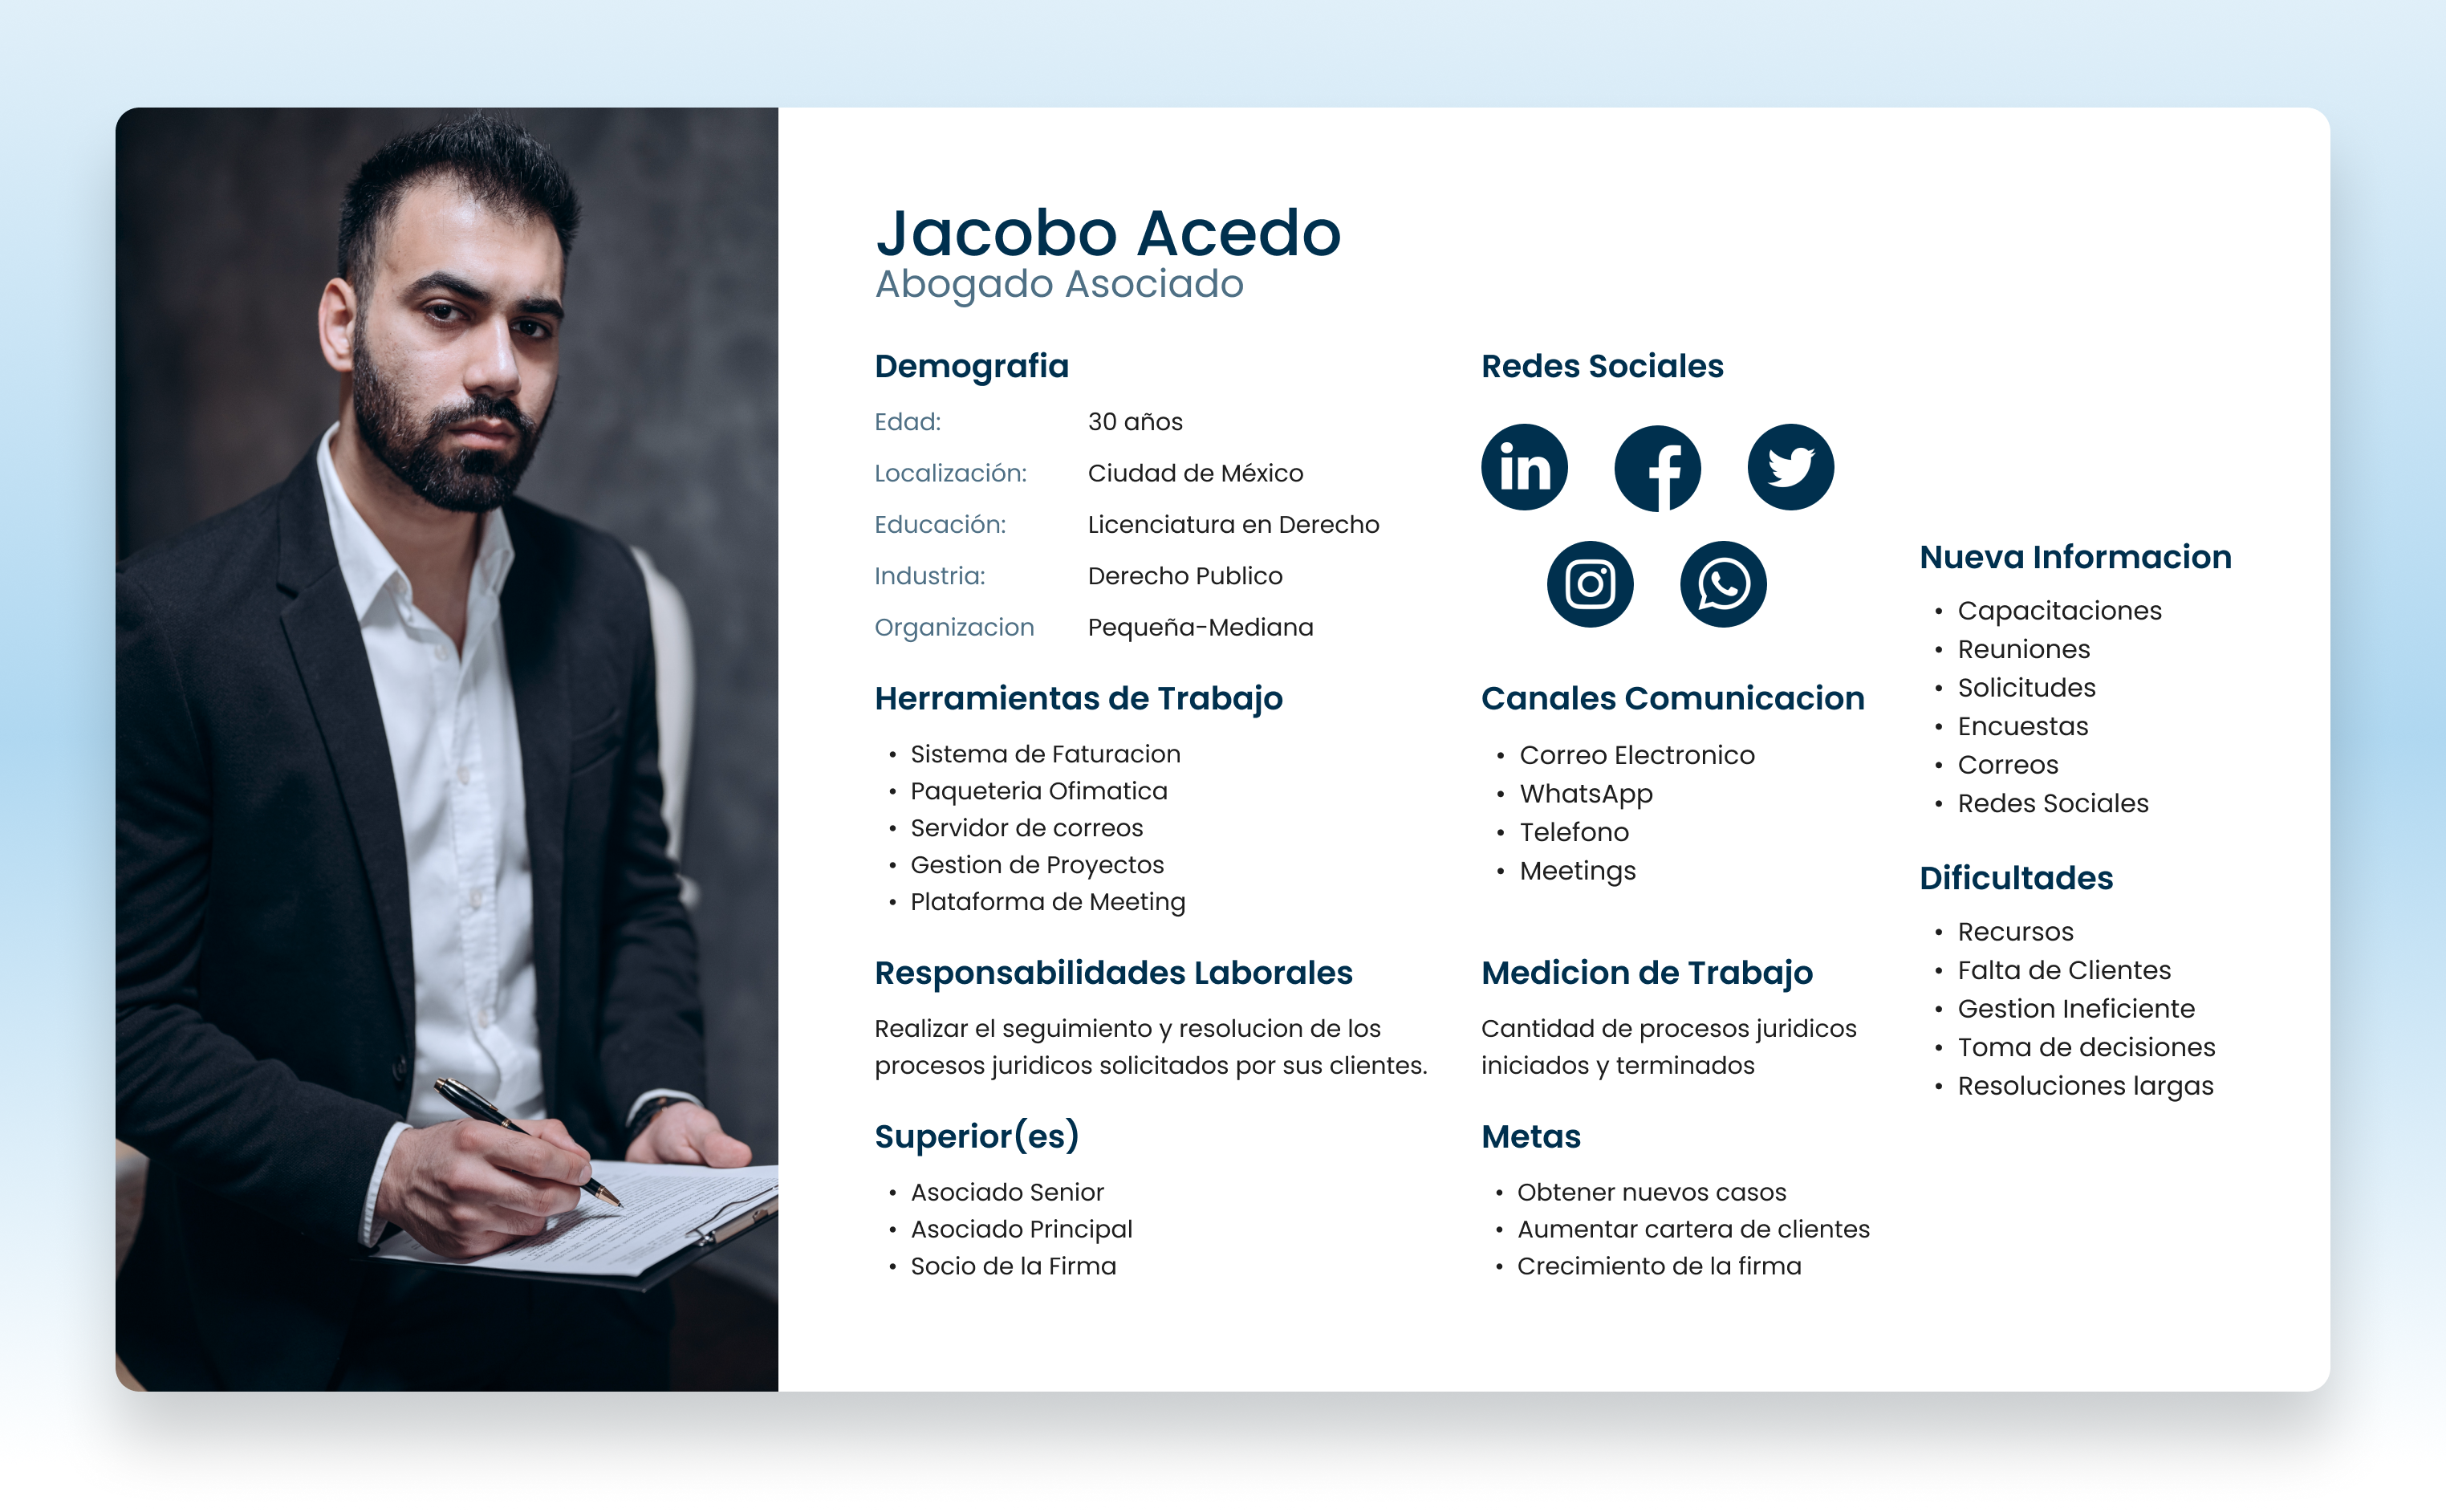 Jacobo Acedo
Abogado Asociado
Demografia
Edad: 30 años
Localización: Ciudad de México
Educación: Licenciatura en Derecho
Industria: Derecho Publico
Organizacion Pequeña-Mediana
Herramientas de Trabajo
• Sistema de Faturacion
• Paqueteria Ofimatica
• Servidor de correos
• Gestion de Proyectos
• Plataforma de Meeting
Responsabilidades Laborales
Realizar el seguimiento y resolucion de los
procesos juridicos solicitados por sus clientes.
Superior(es)
• Asociado Senior
• Asociado Principal
• Socio de la Firma
Redes Sociales
in
f
Canales Comunicacion
• Correo Electronico
• WhatsApp
• Telefono
• Meetings
Medicion de Trabajo
Cantidad de procesos juridicos
iniciados y terminados
Metas
• Obtener nuevos casos
• Aumentar cartera de clientes
• Crecimiento de la firma
Nueva Informacion
• Capacitaciones
• Reuniones
• Solicitudes
• Encuestas
• Correos
• Redes Sociales
Dificultades
• Recursos
• Falta de Clientes
• Gestion Ineficiente
• Toma de decisiones
• Resoluciones largas